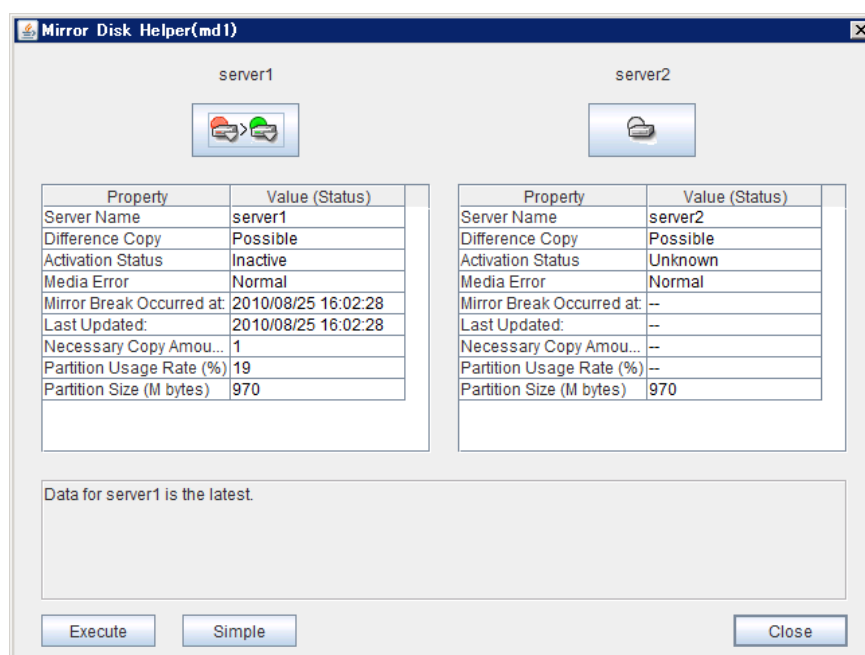 Mirror Disk Helper(md1)
server1 server2
Property Value (Status)
Server Name server1
Difference Copy Possible
Activation Status Inactive
Media Error Normal
Mirror Break Occurred at: 2010/08/25 16:02:28
Last Updated: 2010/08/25 16:02:28
Necessary Copy Amou... 1
Partition Usage Rate (%) 19
Partition Size (M bytes) 970
Property Value (Status)
Server Name server2
Difference Copy Possible
Activation Status Unknown
Media Error Normal
Mirror Break Occurred at: --
Last Updated: --
Necessary Copy Amou... --
Partition Usage Rate (%) --
Partition Size (M bytes) 970
Data for server1 is the latest.
Execute Simple Close